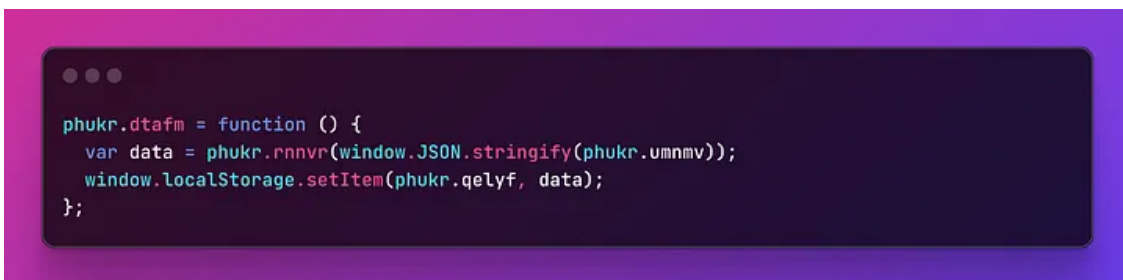 phukr.dtafm = function () {
  var data = phukr.rnnvr(window.JSON.stringify(phukr.umnmv));
  window.localStorage.setItem(phukr.qelyf, data);
};